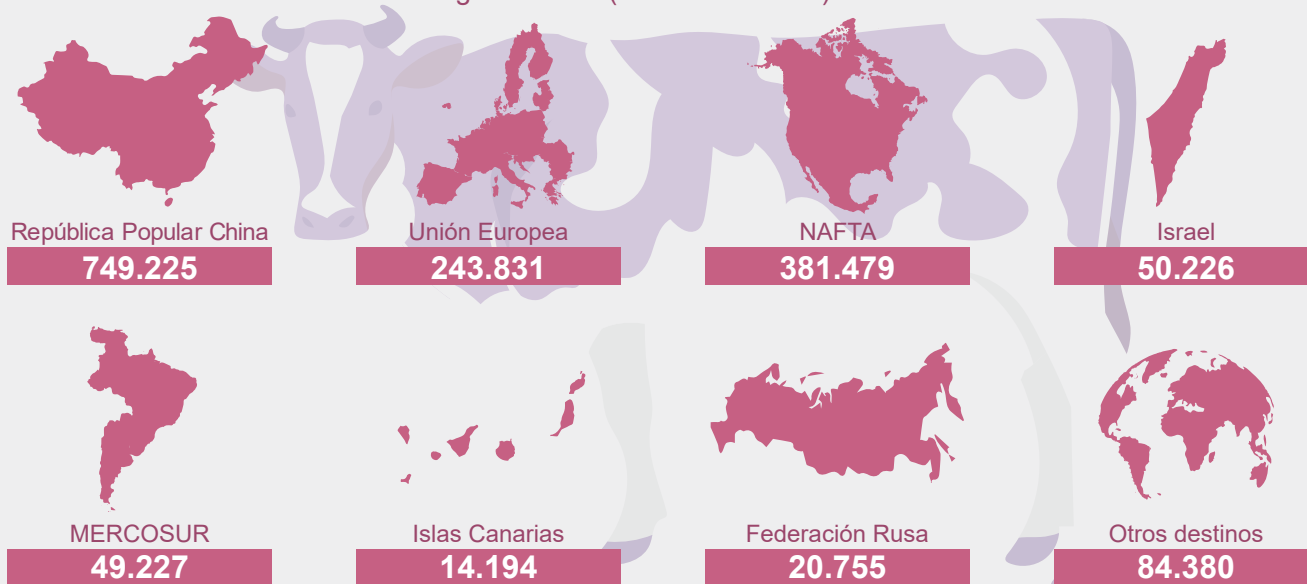 República Popular China
749.225
Unión Europea
243.831
NAFTA
381.479
Israel
50.226
MERCOSUR
49.227
Islas Canarias
14.194
Federación Rusa
20.755
Otros destinos
84.380